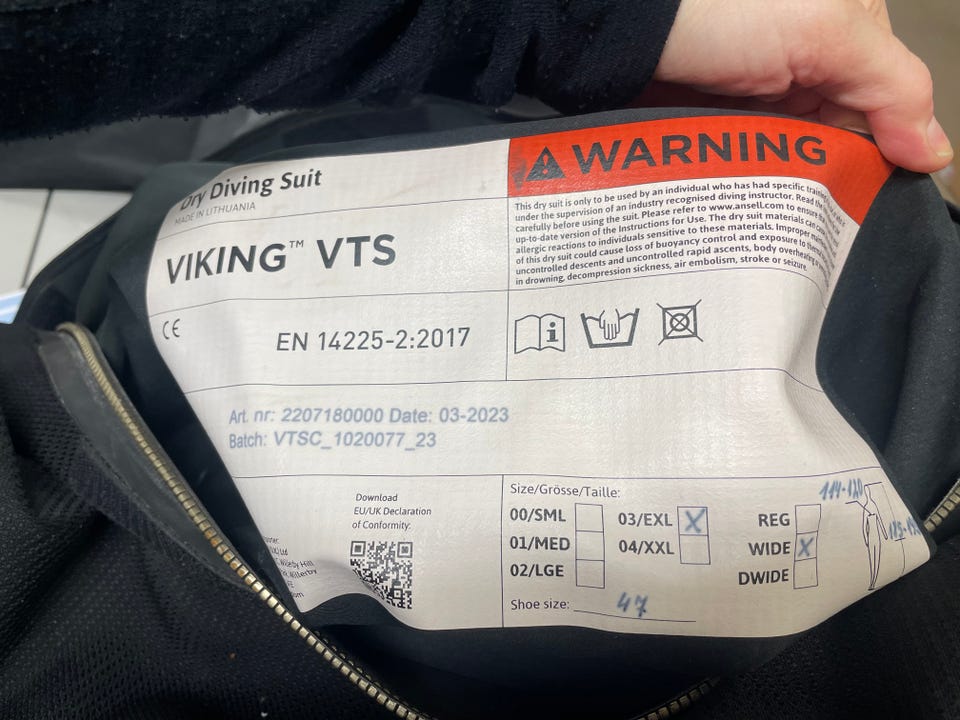 Dry Diving Suit
MADE IN LITHUANIA
VIKING™ VTS
CE
EN 14225-2:2017
WARNING
This dry suit is only to be used by an individual who has had specific training
under the supervision of an industry recognised diving instructor. Read the
carefully before using the suit. Please refer to www.ansell.com to ensure
up-to-date version of the Instructions for Use. The dry suit materials can
allergic reactions to individuals sensitive to these materials. Improper
of this dry suit could cause loss of buoyancy control and exposure to
uncontrolled descents and uncontrolled rapid ascents, body overheating
in drowning, decompression sickness, air embolism, stroke or seizure.
Art. nr: 2207180000 Date: 03-2023
Batch: VTSC_1020077_23
Download
EU/UK Declaration
of Conformity:
Ltd
Hill
Willerby
Size/Grösse/Taille:
00/SML
01/MED
02/LGE
03/EXL X
04/XXL
REG
WIDE X
DWIDE
114-120
Shoe size: 47